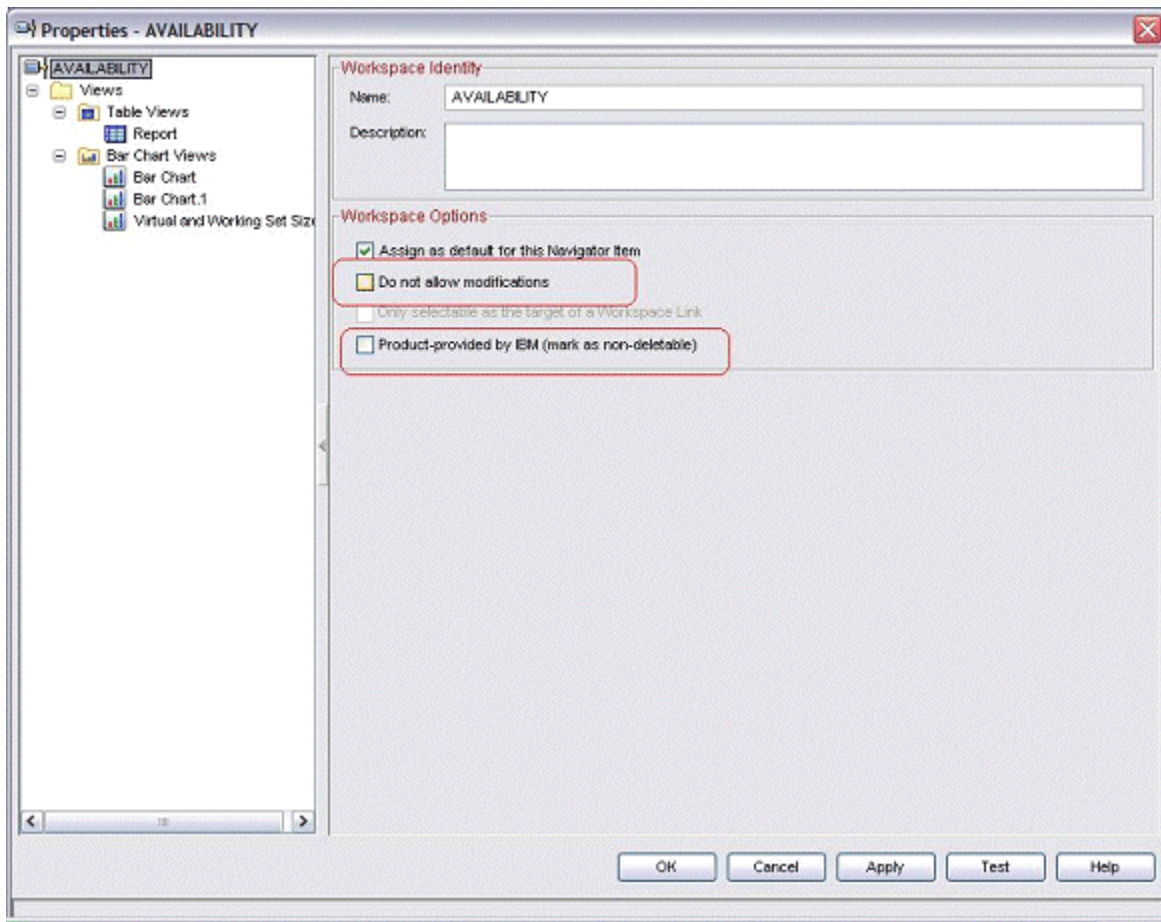 Properties - AVAILABILITY
AVAILABILITY
Views
Table Views
Report
Bar Chart Views
Bar Chart
Bar Chart.1
Virtual and Working Set Size
Workspace Identity
Name: AVAILABILITY
Description:
Workspace Options
Assign as default for this Navigator Item
Do not allow modifications
Only selectable as the target of a Workspace Link
Product-provided by IBM (mark as non-deletable)
OK Cancel Apply Test Help